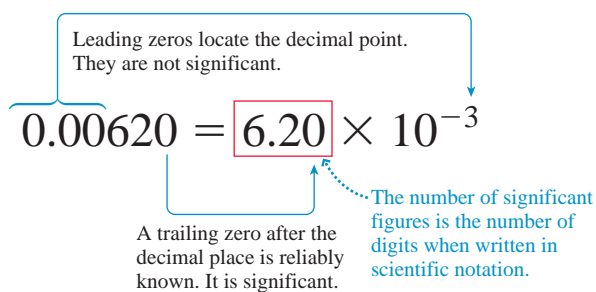 Leading zeros locate the decimal point.
They are not significant.
0.00620 = 6.20 × 10⁻³
A trailing zero after the
decimal place is reliably
known. It is significant.
The number of significant
figures is the number of
digits when written in
scientific notation.